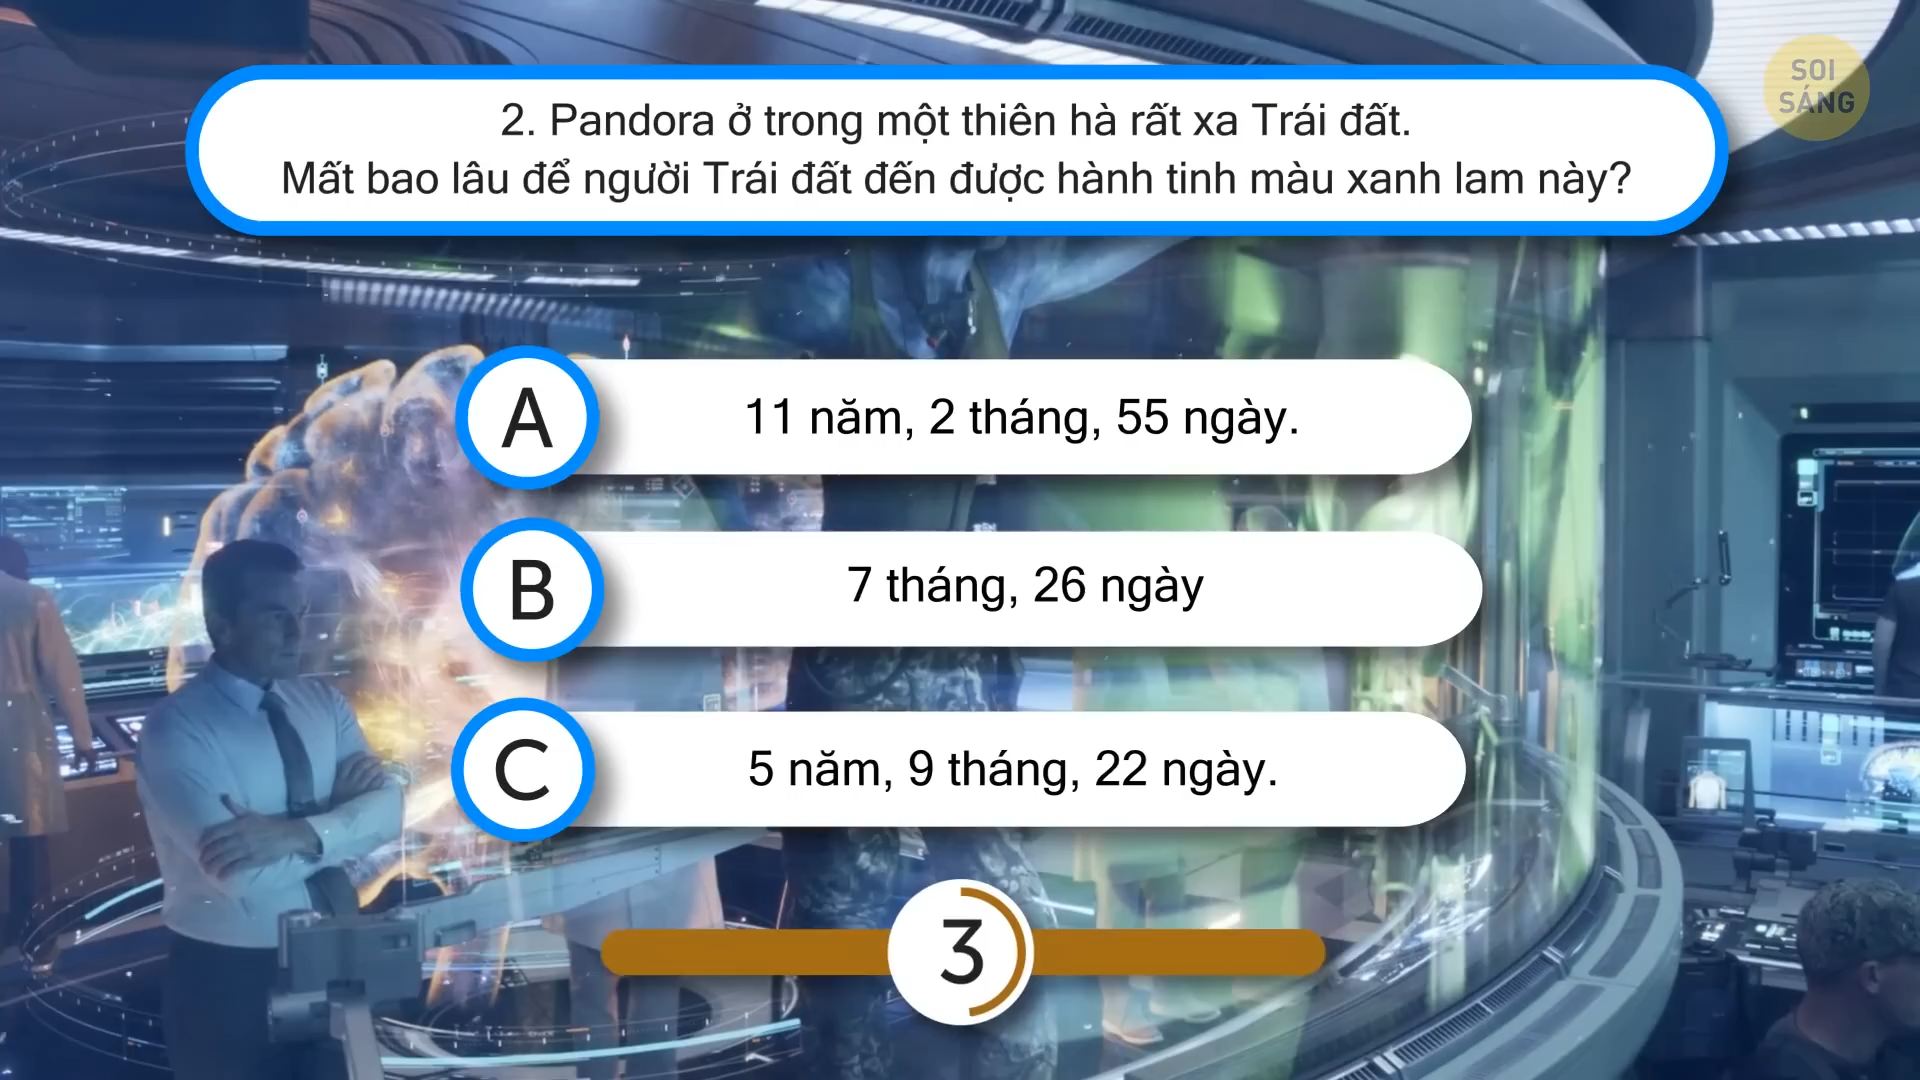 SOI
SÁNG
2. Pandora ở trong một thiên hà rất xa Trái đất.
Mất bao lâu để người Trái đất đến được hành tinh màu xanh lam này?
A
11 năm, 2 tháng, 55 ngày.
B
7 tháng, 26 ngày
C
5 năm, 9 tháng, 22 ngày.
3